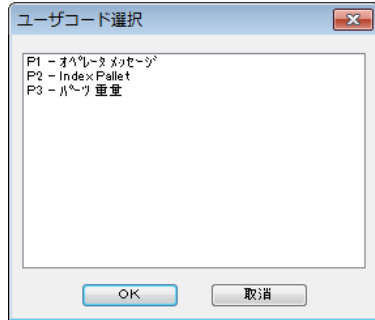 ユーザコード選択
P1 - オペレータ メッセージ
P2 - Index Pallet
P3 - パーツ 重量
OK
取消